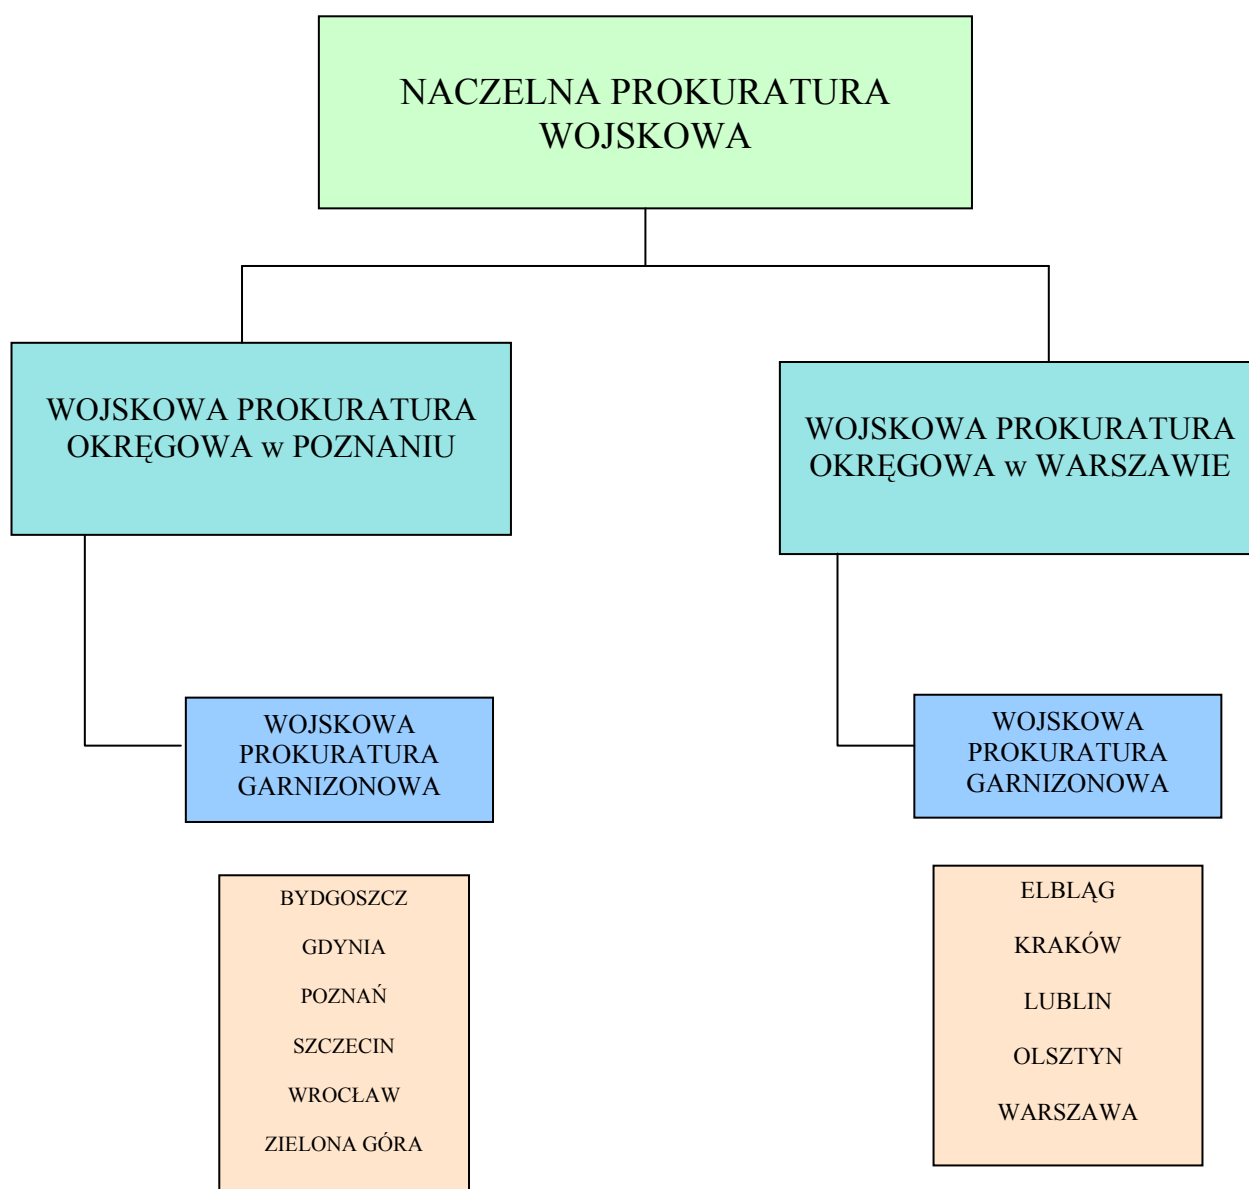 NACZELNA PROKURATURA
WOJSKOWA
WOJSKOWA PROKURATURA
OKRĘGOWA w POZNANIU
WOJSKOWA PROKURATURA
OKRĘGOWA w WARSZAWIE
WOJSKOWA
PROKURATURA
GARNIZONOWA
BYDGOSZCZ
GDYNIA
POZNAŃ
SZCZECIN
WROCŁAW
ZIELONA GÓRA
WOJSKOWA
PROKURATURA
GARNIZONOWA
ELBLĄG
KRAKÓW
LUBLIN
OLSZTYN
WARSZAWA